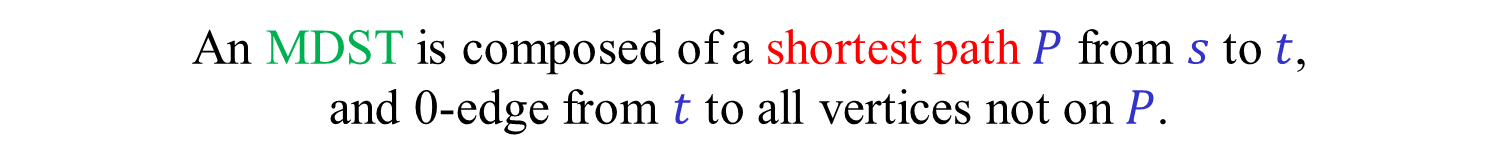 An MDST is composed of a shortest path P from s to t,
and 0-edge from t to all vertices not on P.